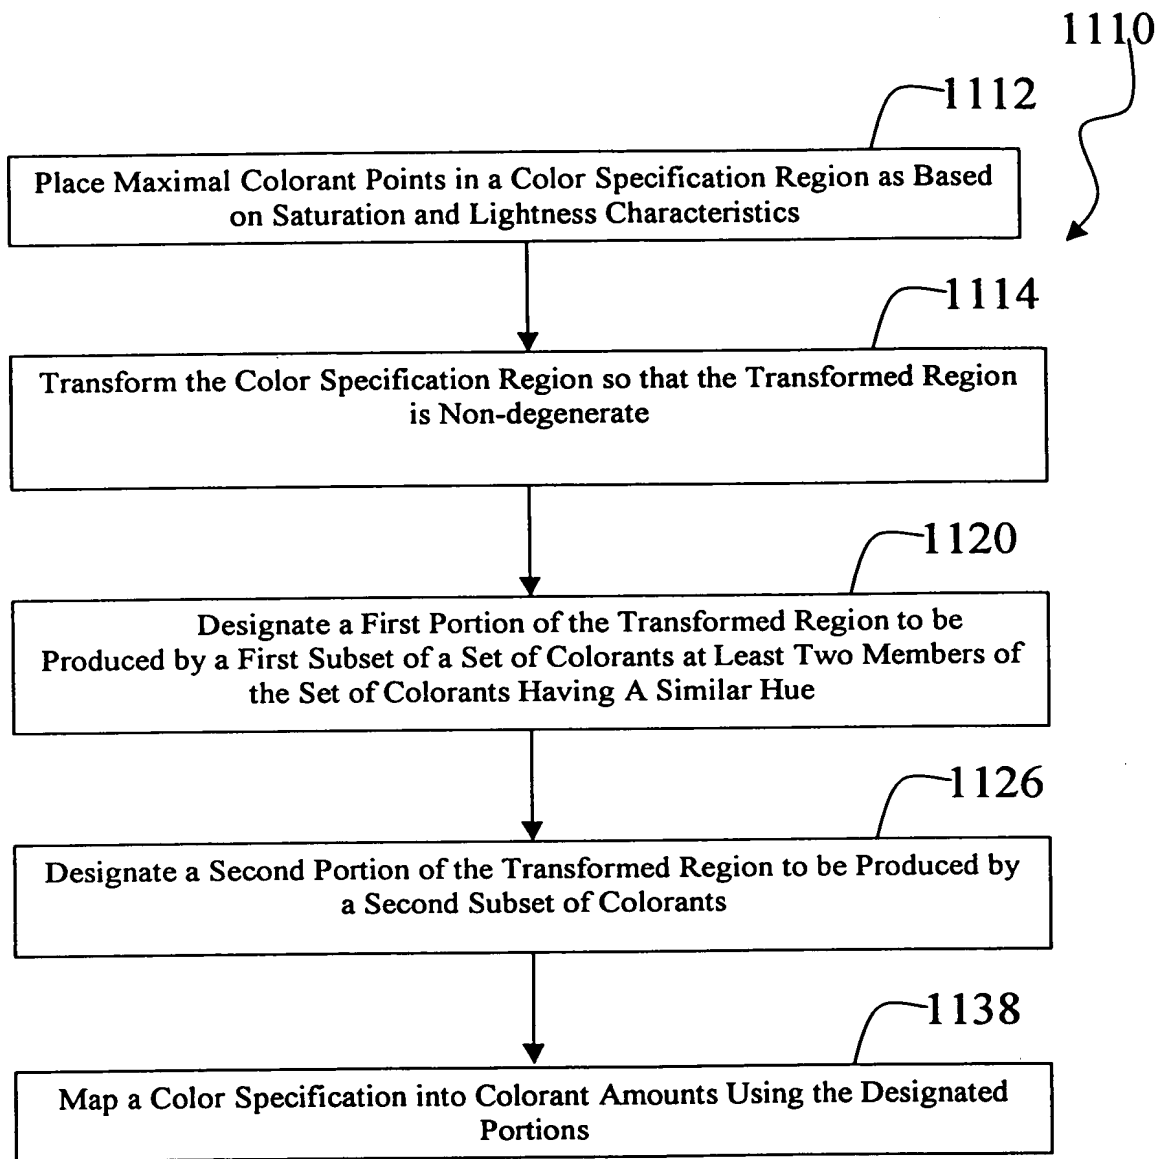 1110
1112
Place Maximal Colorant Points in a Color Specification Region as Based
on Saturation and Lightness Characteristics
1114
Transform the Color Specification Region so that the Transformed Region
is Non-degenerate
1120
Designate a First Portion of the Transformed Region to be
Produced by a First Subset of a Set of Colorants at Least Two Members of
the Set of Colorants Having A Similar Hue
1126
Designate a Second Portion of the Transformed Region to be Produced by
a Second Subset of Colorants
1138
Map a Color Specification into Colorant Amounts Using the Designated
Portions